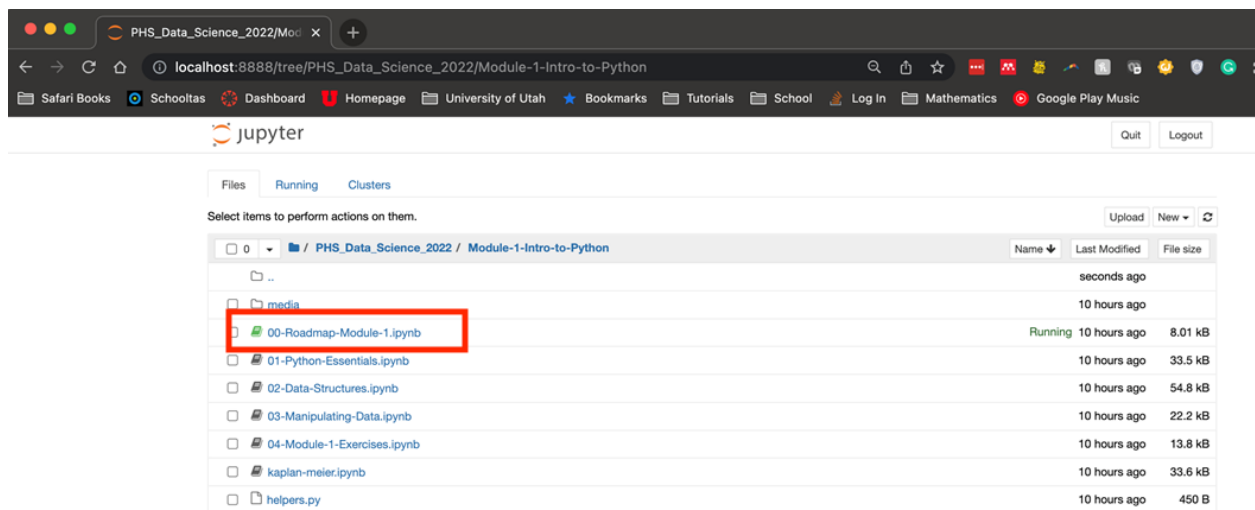 PHS_Data_Science_2022/Mod
localhost:8888/tree/PHS_Data_Science_2022/Module-1-Intro-to-Python
Safari Books Schooltas Dashboard Homepage University of Utah Bookmarks Tutorials School Log In Mathematics Google Play Music
jupyter Quit Logout
Files Running Clusters
Select items to perform actions on them. Upload New
0 / PHS_Data_Science_2022 / Module-1-Intro-to-Python Name Last Modified File size
.. seconds ago
media 10 hours ago
00-Roadmap-Module-1.ipynb Running 10 hours ago 8.01 kB
01-Python-Essentials.ipynb 10 hours ago 33.5 kB
02-Data-Structures.ipynb 10 hours ago 54.8 kB
03-Manipulating-Data.ipynb 10 hours ago 22.2 kB
04-Module-1-Exercises.ipynb 10 hours ago 13.8 kB
kaplan-meier.ipynb 10 hours ago 33.6 kB
helpers.py 10 hours ago 450 B